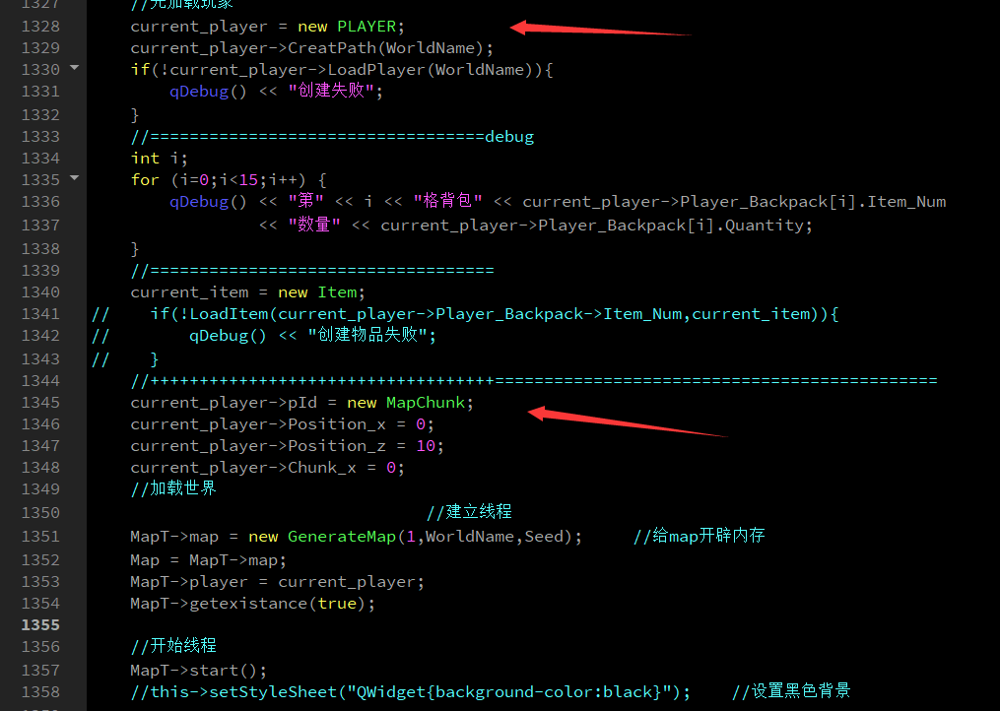 1327 //先加载玩家
1328 current_player = new PLAYER;
1329 current_player->CreatPath(WorldName);
1330 if(!current_player->LoadPlayer(WorldName)){
1331 qDebug() << "创建失败";
1332 }
1333 //==================================debug
1334 int i;
1335 for (i=0;i<15;i++) {
1336 qDebug() << "第" << i << "格背包" << current_player->Player_Backpack[i].Item_Num
1337 << "数量" << current_player->Player_Backpack[i].Quantity;
1338 }
1339 //===================================
1340 current_item = new Item;
1341 // if(!LoadItem(current_player->Player_Backpack->Item_Num,current_item)){
1342 // qDebug() << "创建物品失败";
1343 // }
1344 //+++++++++++++++++++++++++++++++++++=============================================
1345 current_player->pId = new MapChunk;
1346 current_player->Position_x = 0;
1347 current_player->Position_z = 10;
1348 current_player->Chunk_x = 0;
1349 //加载世界
1350 //建立线程
1351 MapT->map = new GenerateMap(1,WorldName,Seed); //给map开辟内存
1352 Map = MapT->map;
1353 MapT->player = current_player;
1354 MapT->getexistance(true);
1355
1356 //开始线程
1357 MapT->start();
1358 //this->setStyleSheet("QWidget{background-color:black}"); //设置黑色背景